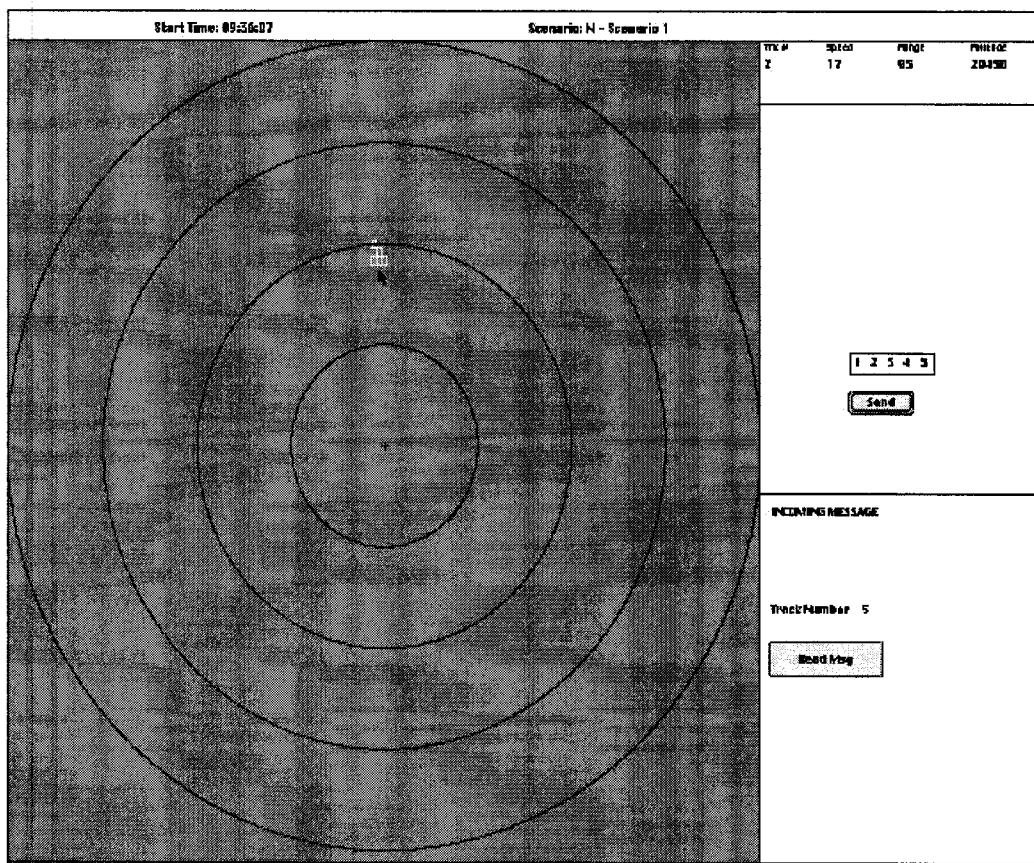 Start Time: 09:36:07 Scenario: N - Scenario 1
Trk # Speed Range
2 17 95
1 2 3 4 5
Send
INCOMING MESSAGE
Track Number 5
Read Msg